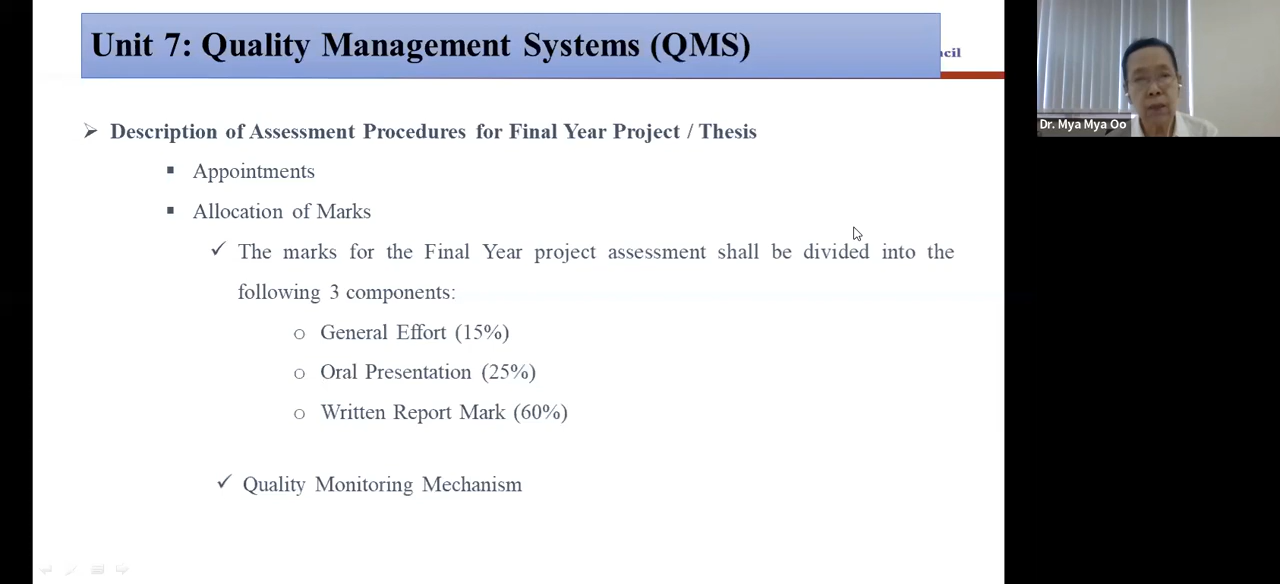 Unit 7: Quality Management Systems (QMS)
➢ Description of Assessment Procedures for Final Year Project / Thesis
▪ Appointments
▪ Allocation of Marks
✓ The marks for the Final Year project assessment shall be divided into the
following 3 components:
o General Effort (15%)
o Oral Presentation (25%)
o Written Report Mark (60%)
✓ Quality Monitoring Mechanism
Dr. Mya Mya Oo